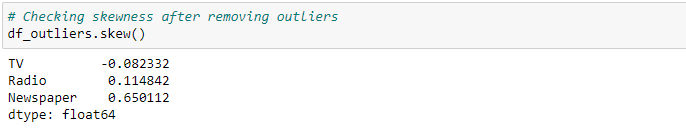 # Checking skewness after removing outliers
df_outliers.skew()
TV -0.082332
Radio 0.114842
Newspaper 0.650112
dtype: float64